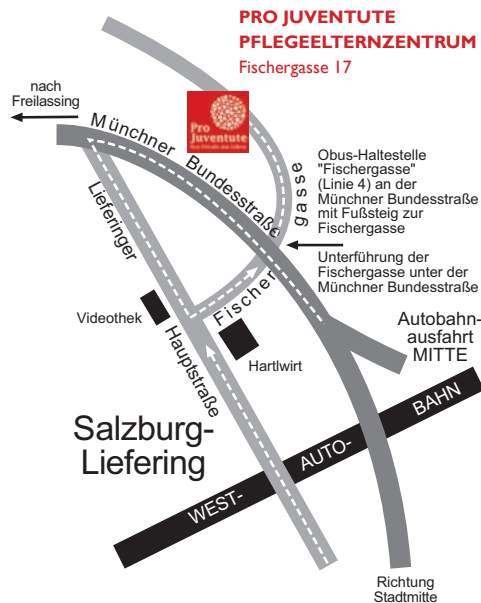 PRO JUVENTUTE
PFLEGEELTERNZENTRUM
Fischergasse 17
nach
Freilassing
Münchner Bundesstraße
Pro
Juventute
Obus-Haltestelle
"Fischergasse"
(Linie 4) an der
Münchner Bundesstraße
mit Fußsteig zur
Fischergasse
Unterführung der
Fischergasse unter der
Münchner Bundesstraße
Lieferinger Hauptstraße
Fischer gasse
Videothek
Hartlwirt
Autobahn-
ausfahrt
MITTE
Salzburg-
Liefering
WEST- AUTO- BAHN
Richtung
Stadtmitte